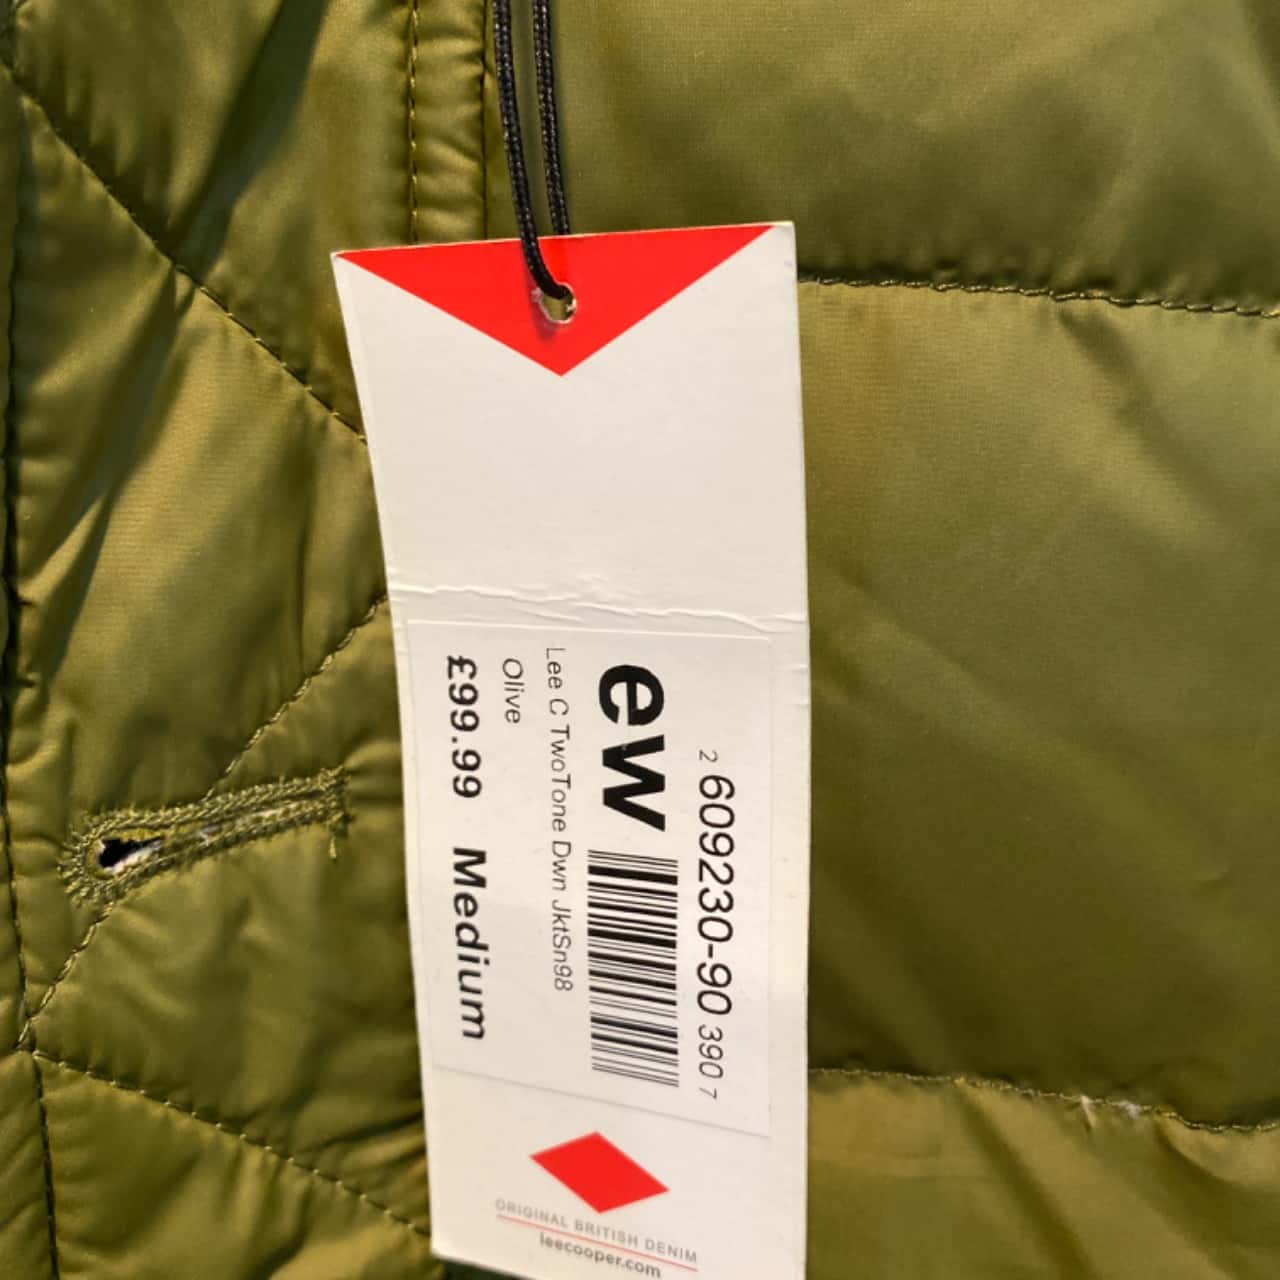 2 609230-90 390 7
ew
Lee C TwoTone Dwn JktSn98
Olive
£99.99 Medium
ORIGINAL BRITISH DENIM
leecooper.com